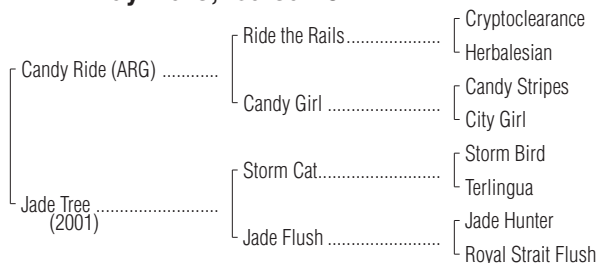 Ride the Rails
Cryptoclearance
Herbalesian
Candy Ride (ARG)
Candy Girl
Candy Stripes
City Girl
Storm Cat
Storm Bird
Terlingua
Jade Tree
(2001)
Jade Flush
Jade Hunter
Royal Strait Flush